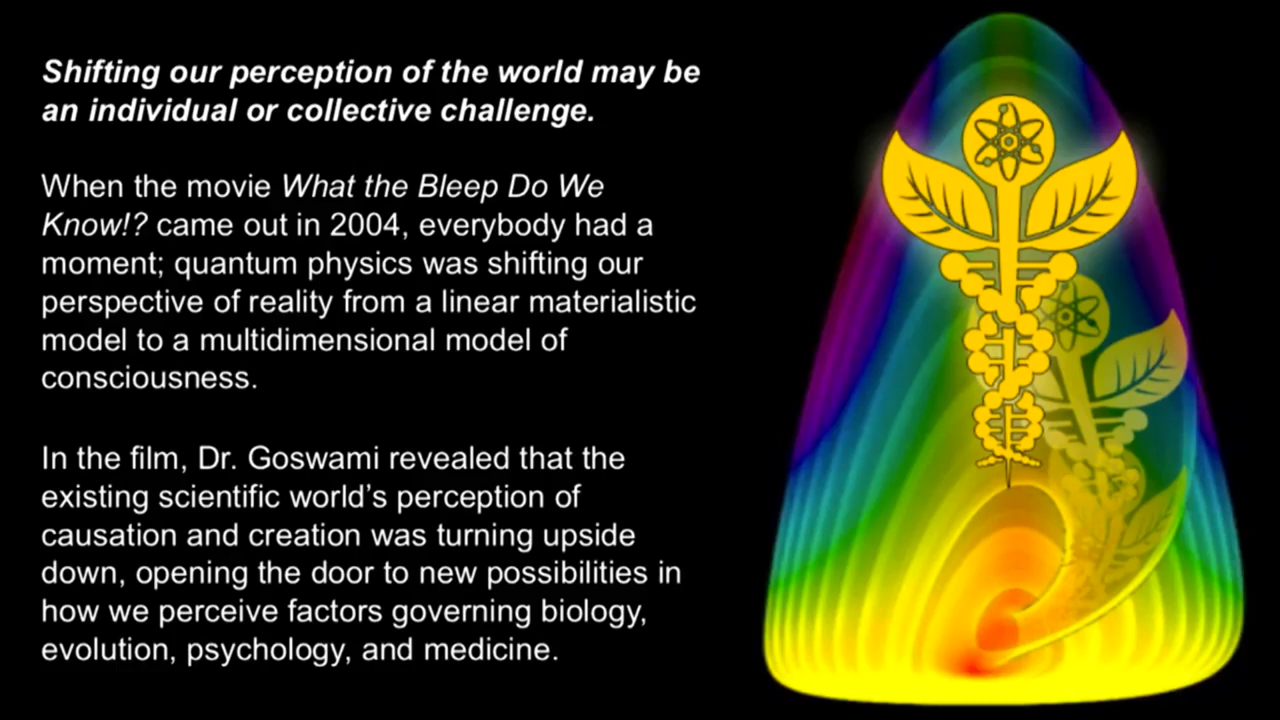 Shifting our perception of the world may be
an individual or collective challenge.
When the movie What the Bleep Do We
Know!? came out in 2004, everybody had a
moment; quantum physics was shifting our
perspective of reality from a linear materialistic
model to a multidimensional model of
consciousness.
In the film, Dr. Goswami revealed that the
existing scientific world’s perception of
causation and creation was turning upside
down, opening the door to new possibilities in
how we perceive factors governing biology,
evolution, psychology, and medicine.